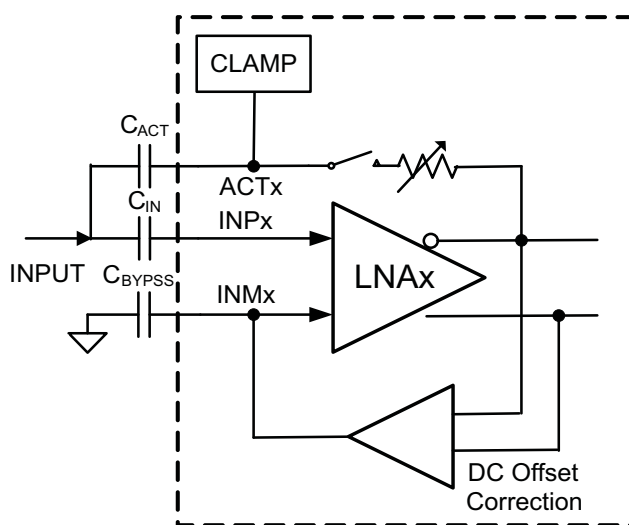 CLAMP
C_ACT
ACTx
C_IN
INPx
INPUT
LNAx
C_BYPSS
INMx
DC Offset
Correction